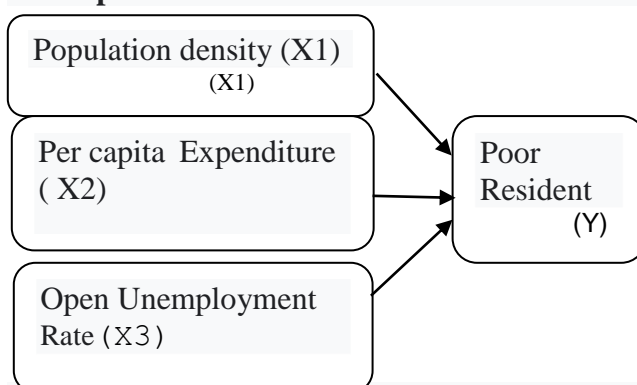 Population density (X1)
(X1)
Per capita Expenditure
( X2)
Open Unemployment
Rate (X3)
Poor
Resident
(Y)